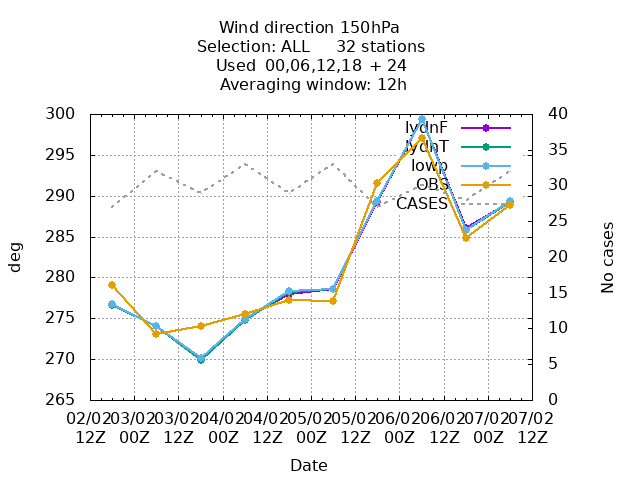 Wind direction 150hPa
Selection: ALL 32 stations
Used 00,06,12,18 + 24
Averaging window: 12h
300
295
290
285
280
275
270
265
deg
40
35
30
25
20
15
10
5
0
No cases
lydnF
lydnT
lowp
OBS
CASES
02/02 03/02 03/02 04/02 04/02 05/02 05/02 06/02 06/02 07/02 07/02
12Z 00Z 12Z 00Z 12Z 00Z 12Z 00Z 12Z 00Z 12Z
Date